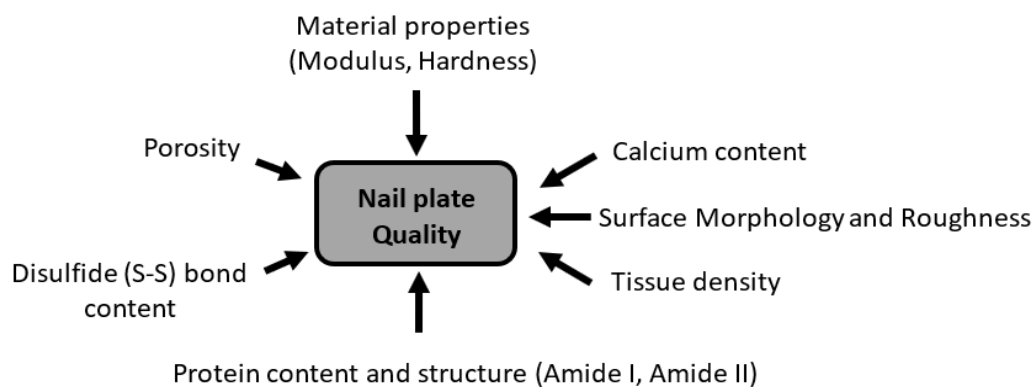 Material properties
(Modulus, Hardness)
Porosity
Calcium content
Nail plate
Quality
Surface Morphology and Roughness
Disulfide (S-S) bond
content
Tissue density
Protein content and structure (Amide I, Amide II)